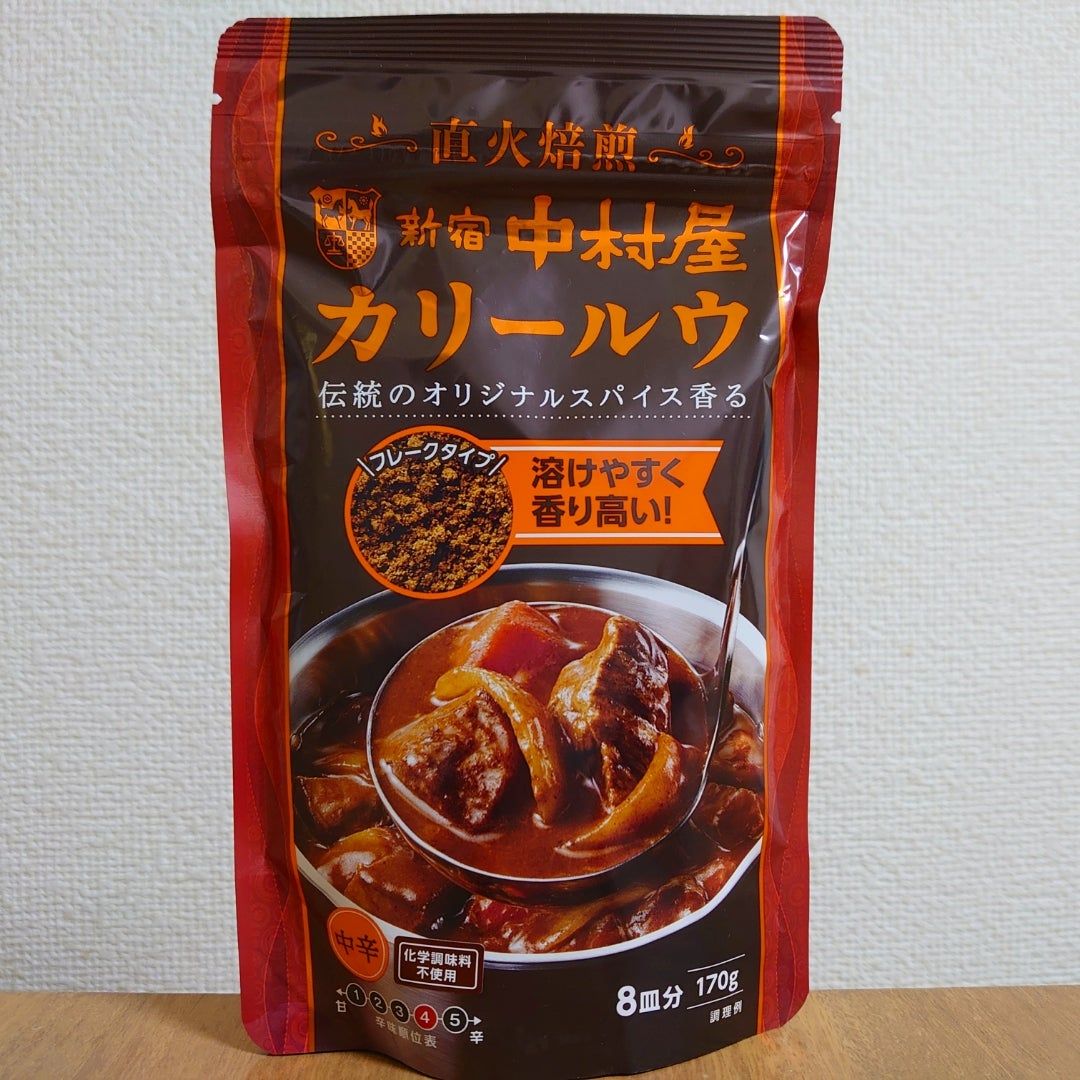 直火焙煎
新宿 中村屋
カリールウ
伝統のオリジナルスパイス香る
フレークタイプ
溶けやすく
香り高い!
中辛
化学調味料
不使用
1 2 3 4 5
甘 辛
辛味順位表
8皿分 170g
調理例